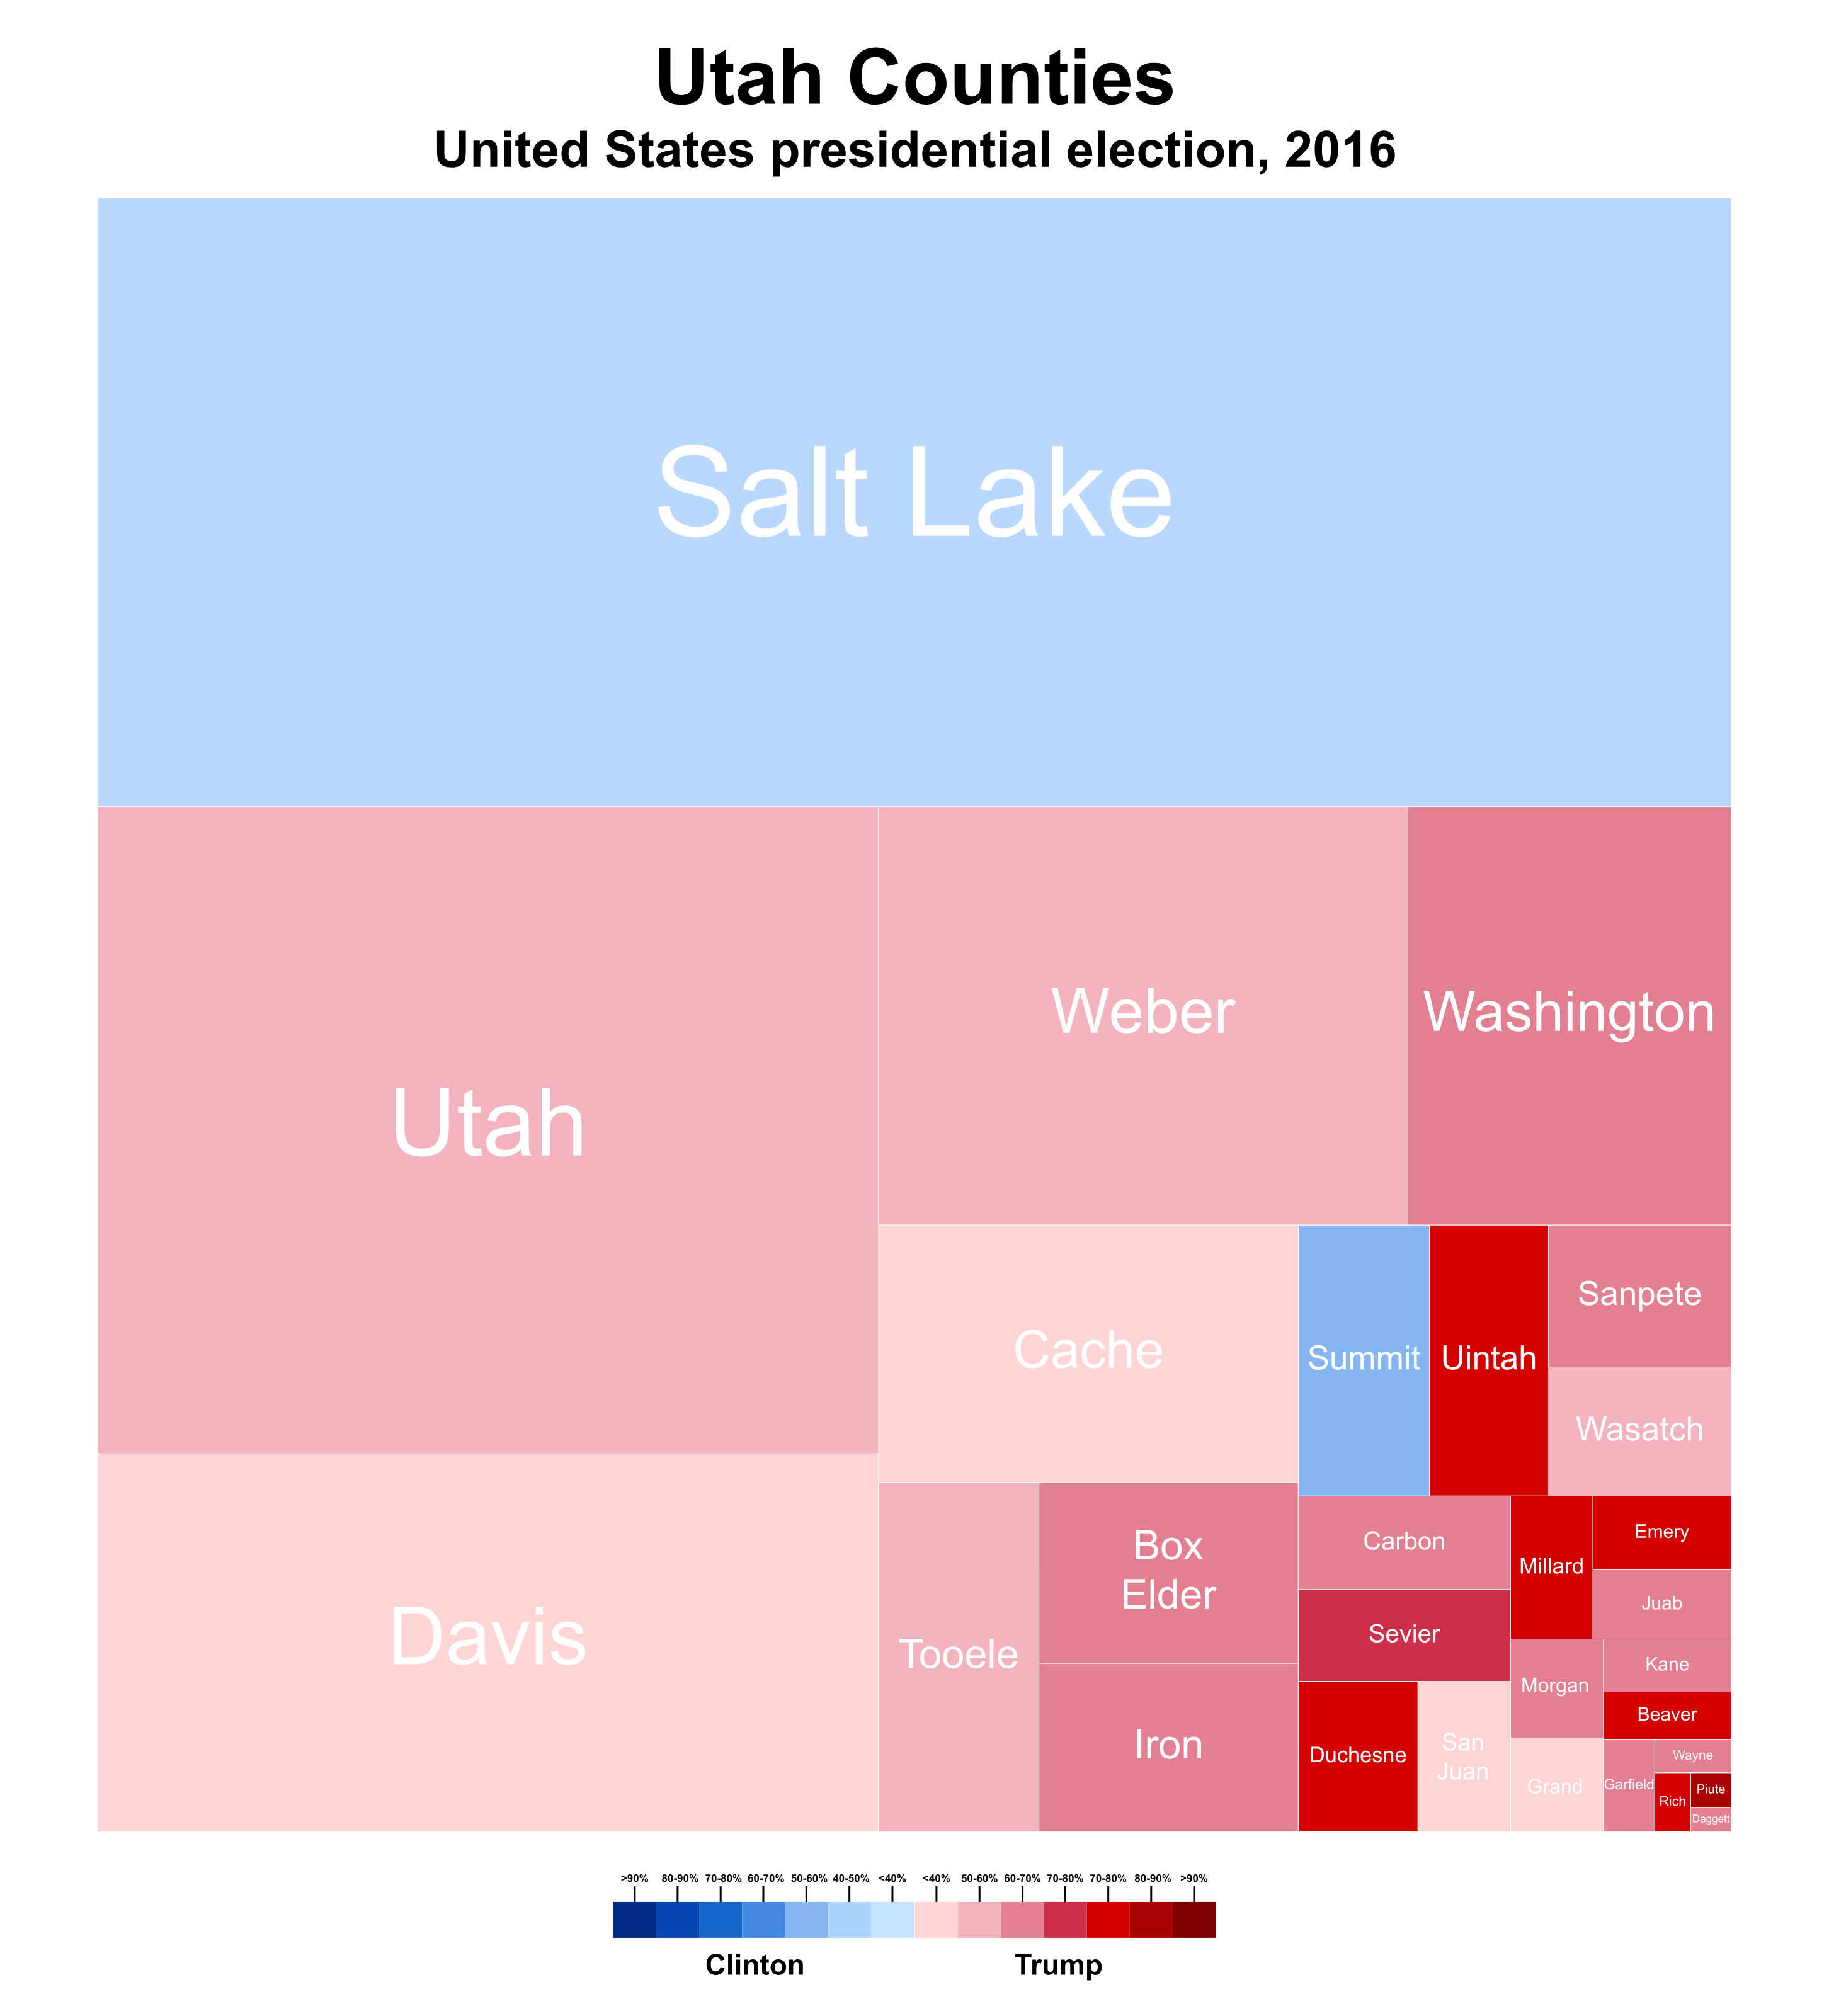 Utah Counties
United States presidential election, 2016
Salt Lake
Utah
Weber
Washington
Cache
Summit
Uintah
Sanpete
Wasatch
Davis
Tooele
Box
Elder
Iron
Carbon
Sevier
Duchesne
San
Juan
Millard
Emery
Juab
Morgan
Kane
Beaver
Grand
Garfield
Wayne
Rich
Piute
Daggett
>90% 80-90% 70-80% 60-70% 50-60% 40-50% <40% <40% 50-60% 60-70% 70-80% 70-80% 80-90% >90%
Clinton Trump